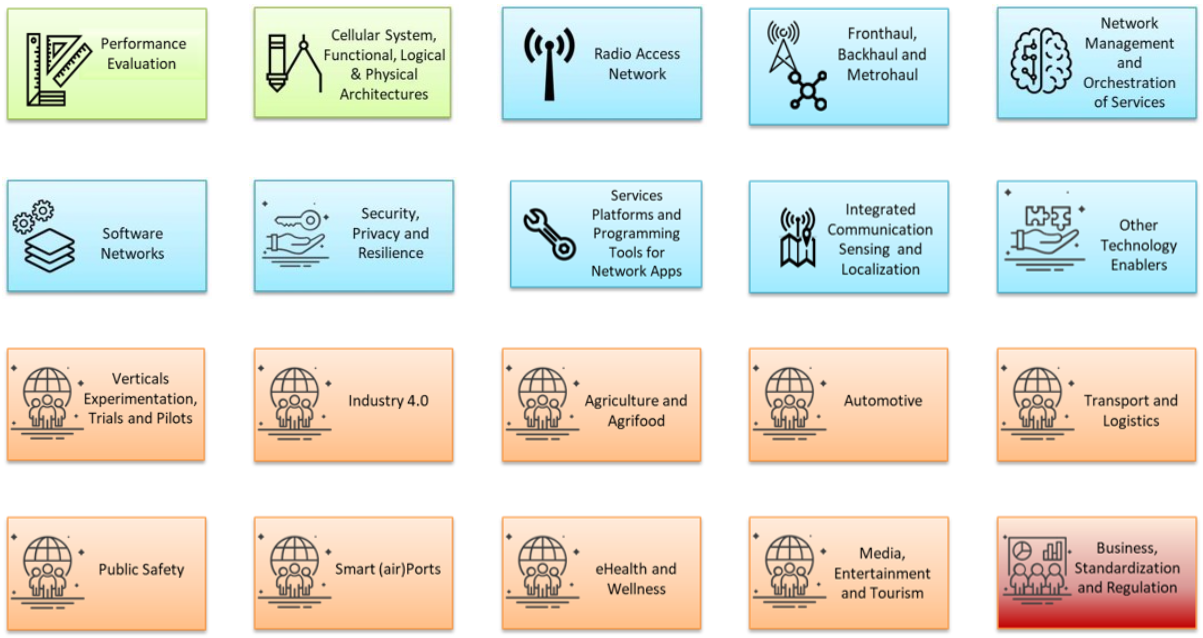 Performance
Evaluation
Cellular System,
Functional, Logical
& Physical
Architectures
Radio Access
Network
Fronthaul,
Backhaul and
Metrohaul
Network
Management
and
Orchestration
of Services
Software
Networks
Security,
Privacy and
Resilience
Services
Platforms and
Programming
Tools for
Network Apps
Integrated
Communication
Sensing and
Localization
Other
Technology
Enablers
Verticals
Experimentation,
Trials and Pilots
Industry 4.0
Agriculture and
Agrifood
Automotive
Transport and
Logistics
Public Safety
Smart (air)Ports
eHealth and
Wellness
Media,
Entertainment
and Tourism
Business,
Standardization
and Regulation